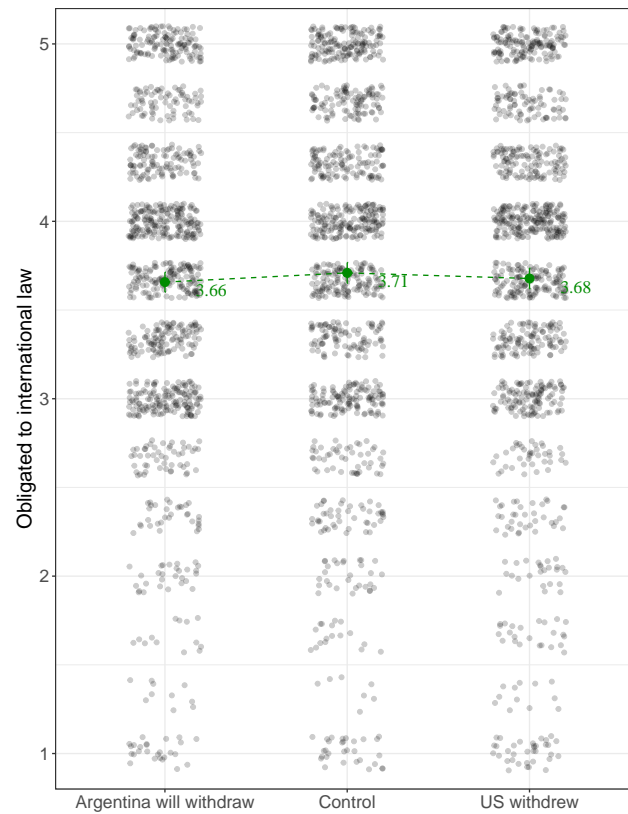 Obligated to international law
5
4
3
2
1
3.66
3.71
3.68
Argentina will withdraw
Control
US withdrew